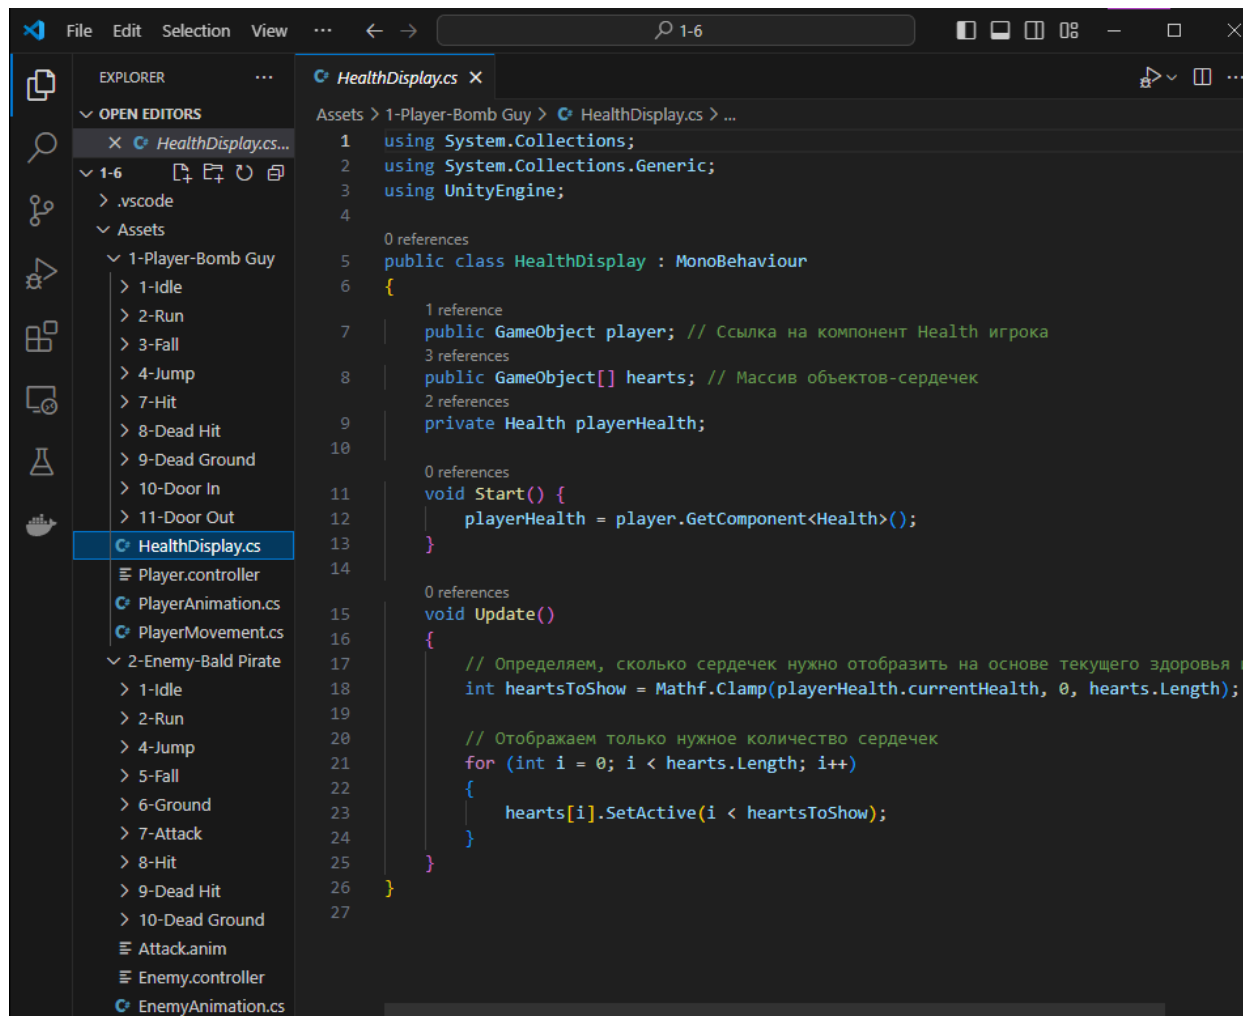 File Edit Selection View ... 1-6
EXPLORER ...
OPEN EDITORS
HealthDisplay.cs...
1-6
.vscode
Assets
1-Player-Bomb Guy
1-Idle
2-Run
3-Fall
4-Jump
7-Hit
8-Dead Hit
9-Dead Ground
10-Door In
11-Door Out
HealthDisplay.cs
Player.controller
PlayerAnimation.cs
PlayerMovement.cs
2-Enemy-Bald Pirate
1-Idle
2-Run
4-Jump
5-Fall
6-Ground
7-Attack
8-Hit
9-Dead Hit
10-Dead Ground
Attack.anim
Enemy.controller
EnemyAnimation.cs
HealthDisplay.cs
Assets > 1-Player-Bomb Guy > HealthDisplay.cs > ...
1 using System.Collections;
2 using System.Collections.Generic;
3 using UnityEngine;
4
0 references
5 public class HealthDisplay : MonoBehaviour
6 {
1 reference
7 public GameObject player; // Ссылка на компонент Health игрока
3 references
8 public GameObject[] hearts; // Массив объектов-сердечек
2 references
9 private Health playerHealth;
10
0 references
11 void Start() {
12 playerHealth = player.GetComponent<Health>();
13 }
14
0 references
15 void Update()
16 {
17 // Определяем, сколько сердечек нужно отобразить на основе текущего здоровья
18 int heartsToShow = Mathf.Clamp(playerHealth.currentHealth, 0, hearts.Length);
19
20 // Отображаем только нужное количество сердечек
21 for (int i = 0; i < hearts.Length; i++)
22 {
23 hearts[i].SetActive(i < heartsToShow);
24 }
25 }
26 }
27